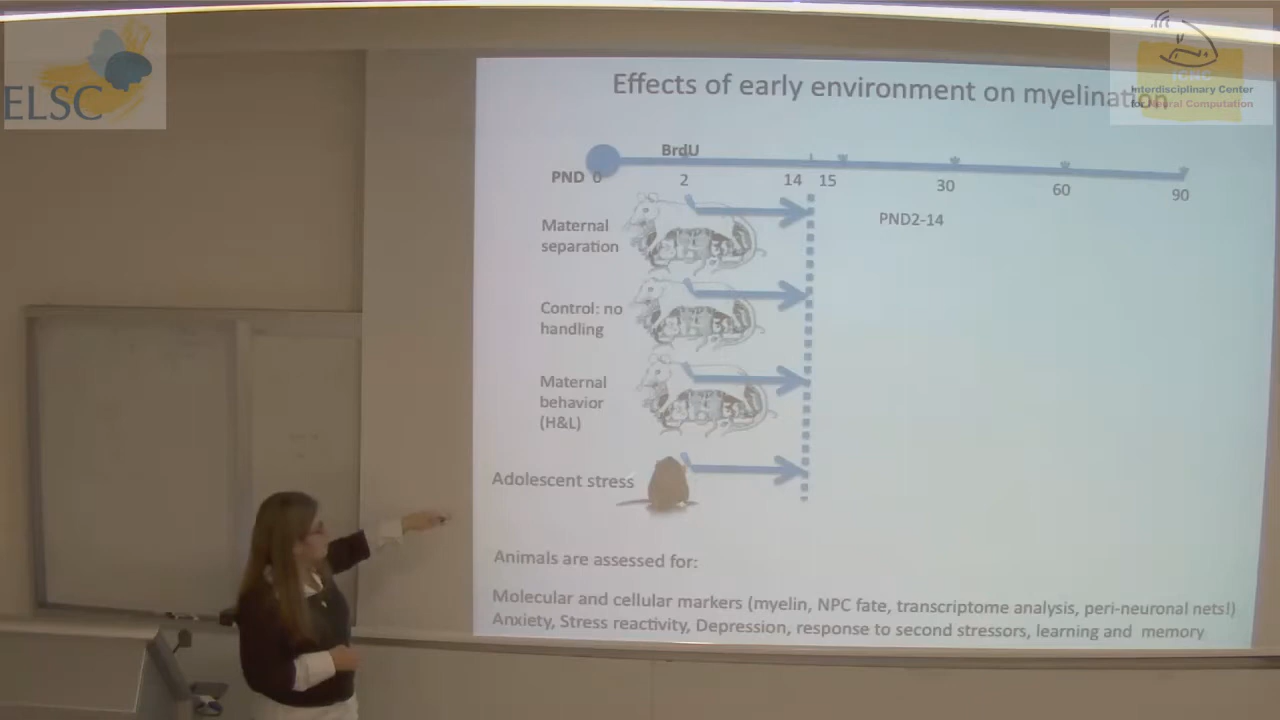 ELSC
ICNC
Interdisciplinary Center
for Neural Computation
Effects of early environment on myelination
BrdU
PND 0 2 14 15 30 60 90
PND2-14
Maternal
separation
Control: no
handling
Maternal
behavior
(H&L)
Adolescent stress
Animals are assessed for:
Molecular and cellular markers (myelin, NPC fate, transcriptome analysis, peri-neuronal nets!)
Anxiety, Stress reactivity, Depression, response to second stressors, learning and memory